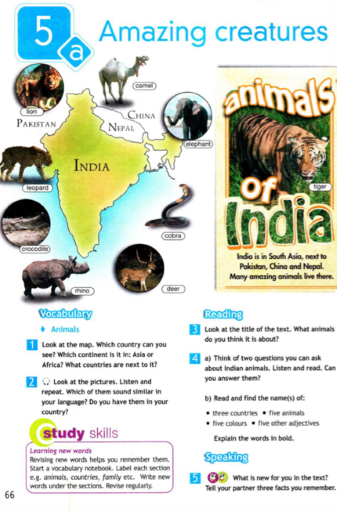 5
a
Amazing creatures
camel
lion
PAKISTAN
CHINA
NEPAL
elephant
INDIA
leopard
cobra
crocodile
rhino
deer
animals
tiger
of
India
India is in South Asia, next to
Pakistan, China and Nepal.
Many amazing animals live there.
Vocabulary
♦ Animals
1 Look at the map. Which country can you
see? Which continent is it in: Asia or
Africa? What countries are next to it?
2 Look at the pictures. Listen and
repeat. Which of them sound similar in
your language? Do you have them in your
country?
study skills
Learning new words
Revising new words helps you remember them.
Start a vocabulary notebook. Label each section
e.g. animals, countries, family etc. Write new
words under the sections. Revise regularly.
66
Reading
3 Look at the title of the text. What animals
do you think it is about?
4 a) Think of two questions you can ask
about Indian animals. Listen and read. Can
you answer them?
b) Read and find the name(s) of:
• three countries • five animals
• five colours • five other adjectives
Explain the words in bold.
Speaking
5 What is new for you in the text?
Tell your partner three facts you remember.